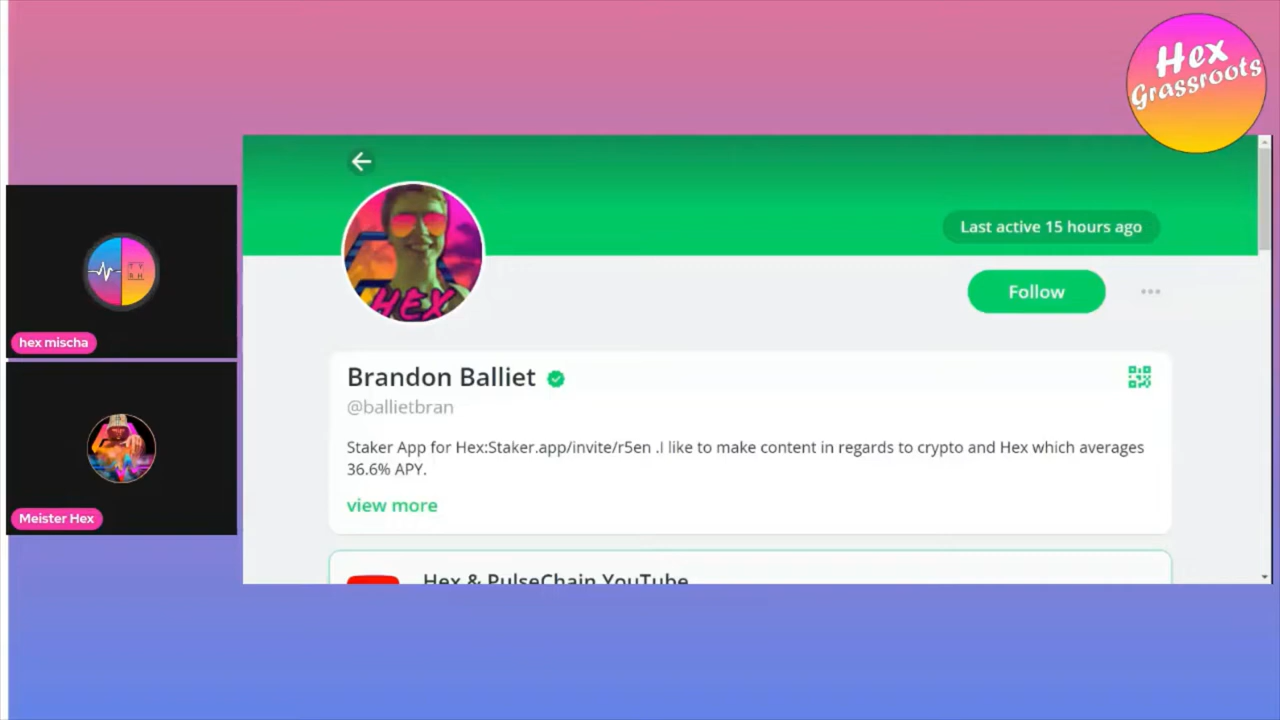 Hex
Grassroots
Last active 15 hours ago
Follow
HEX
Brandon Balliet
@ballietbran
Staker App for Hex:Staker.app/invite/r5en .I like to make content in regards to crypto and Hex which averages
36.6% APY.
view more
Hex & PulseChain YouTube
hex mischa
Meister Hex